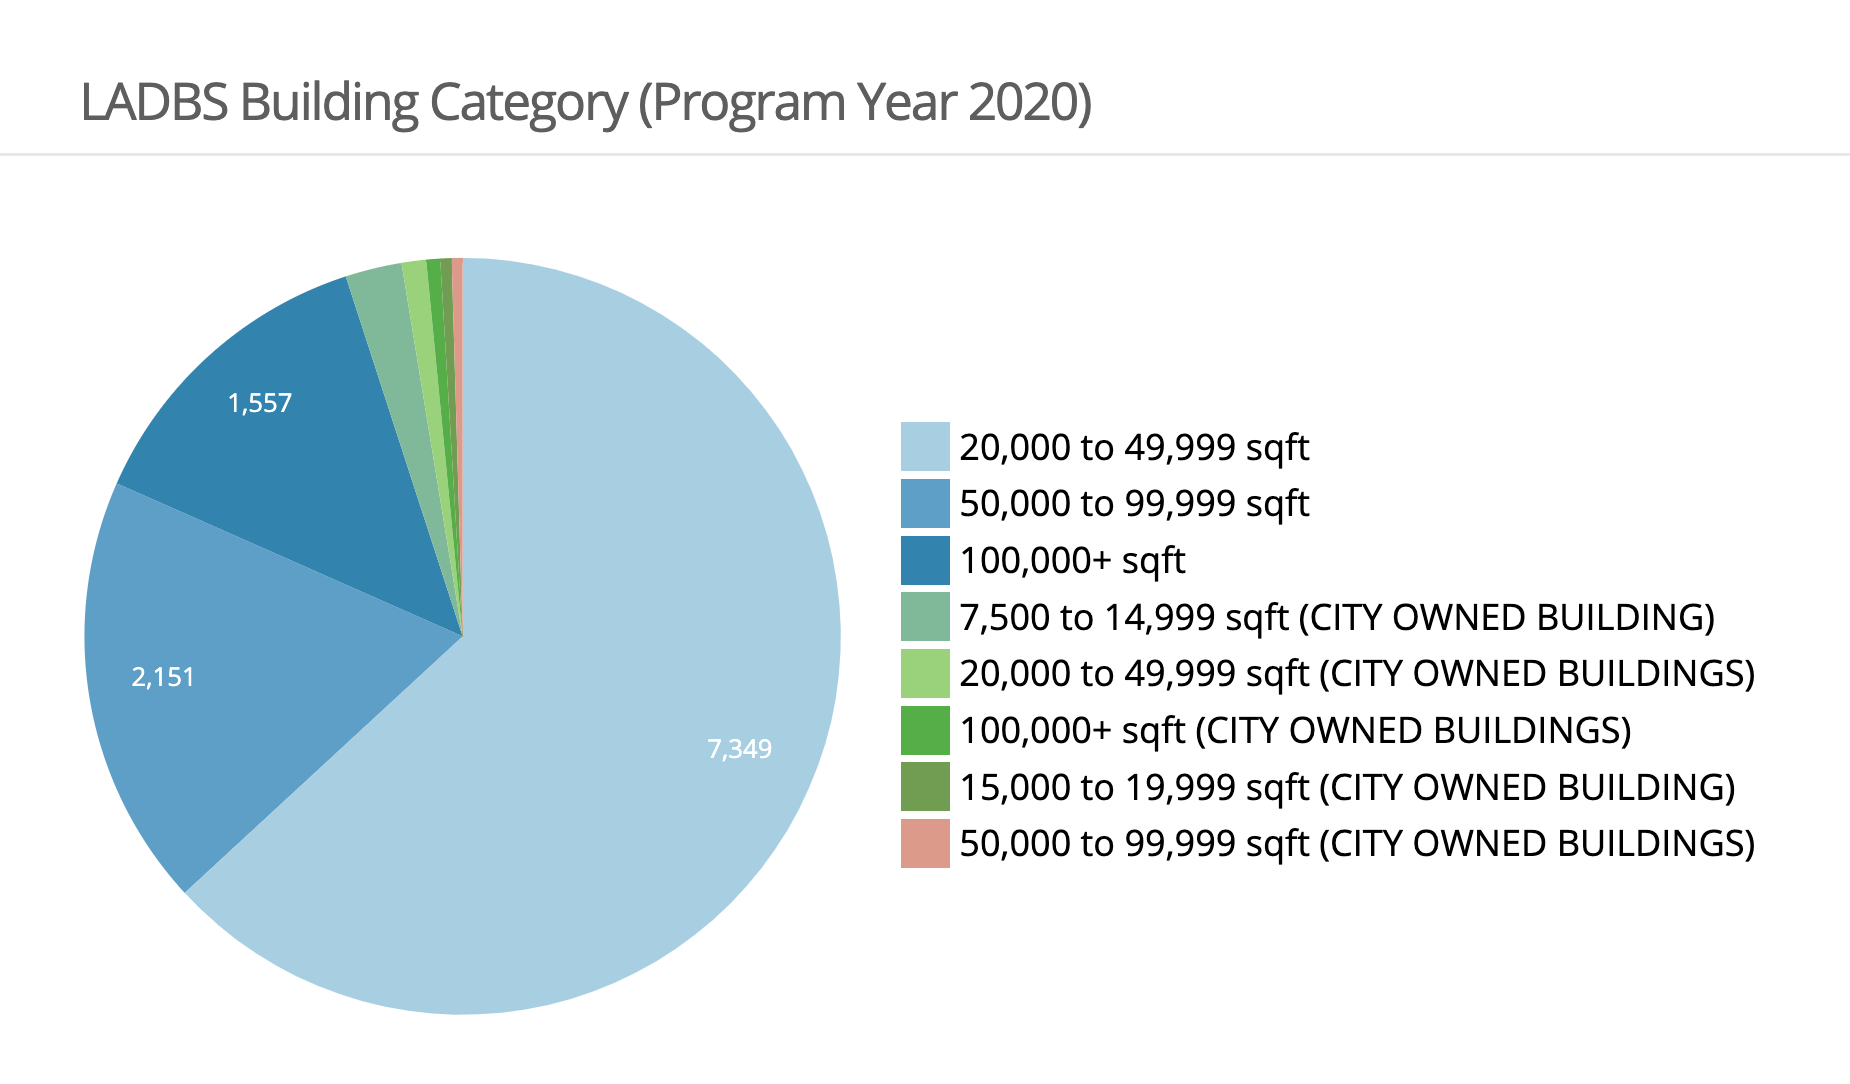 LADBS Building Category (Program Year 2020)
1,557
2,151
7,349
20,000 to 49,999 sqft
50,000 to 99,999 sqft
100,000+ sqft
7,500 to 14,999 sqft (CITY OWNED BUILDING)
20,000 to 49,999 sqft (CITY OWNED BUILDINGS)
100,000+ sqft (CITY OWNED BUILDINGS)
15,000 to 19,999 sqft (CITY OWNED BUILDING)
50,000 to 99,999 sqft (CITY OWNED BUILDINGS)